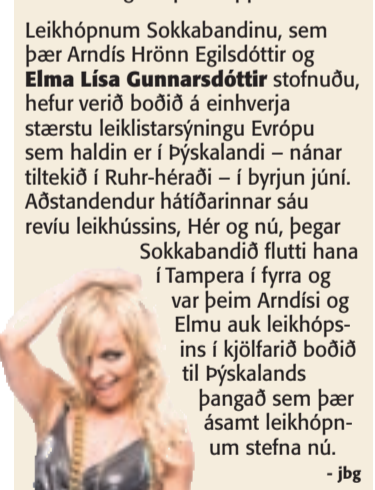 Leikhópnum Sokkabandinu, sem
þær Arndís Hrönn Egilsdóttir og
Elma Lísa Gunnarsdóttir stofnuðu,
hefur verið boðið á einhverja
stærstu leiklistarsýningu Evrópu
sem haldin er í Þýskalandi – nánar
tiltekið í Ruhr-héraði – í byrjun júní.
Aðstandendur hátíðarinnar sáu
revíu leikhússins, Hér og nú, þegar
Sokkabandið flutti hana
í Tampera í fyrra og
var þeim Arndísi og
Elmu auk leikhóps-
ins í kjölfarið boðið
til Þýskalands
þangað sem þær
ásamt leikhópn-
um stefna nú.
- jbg